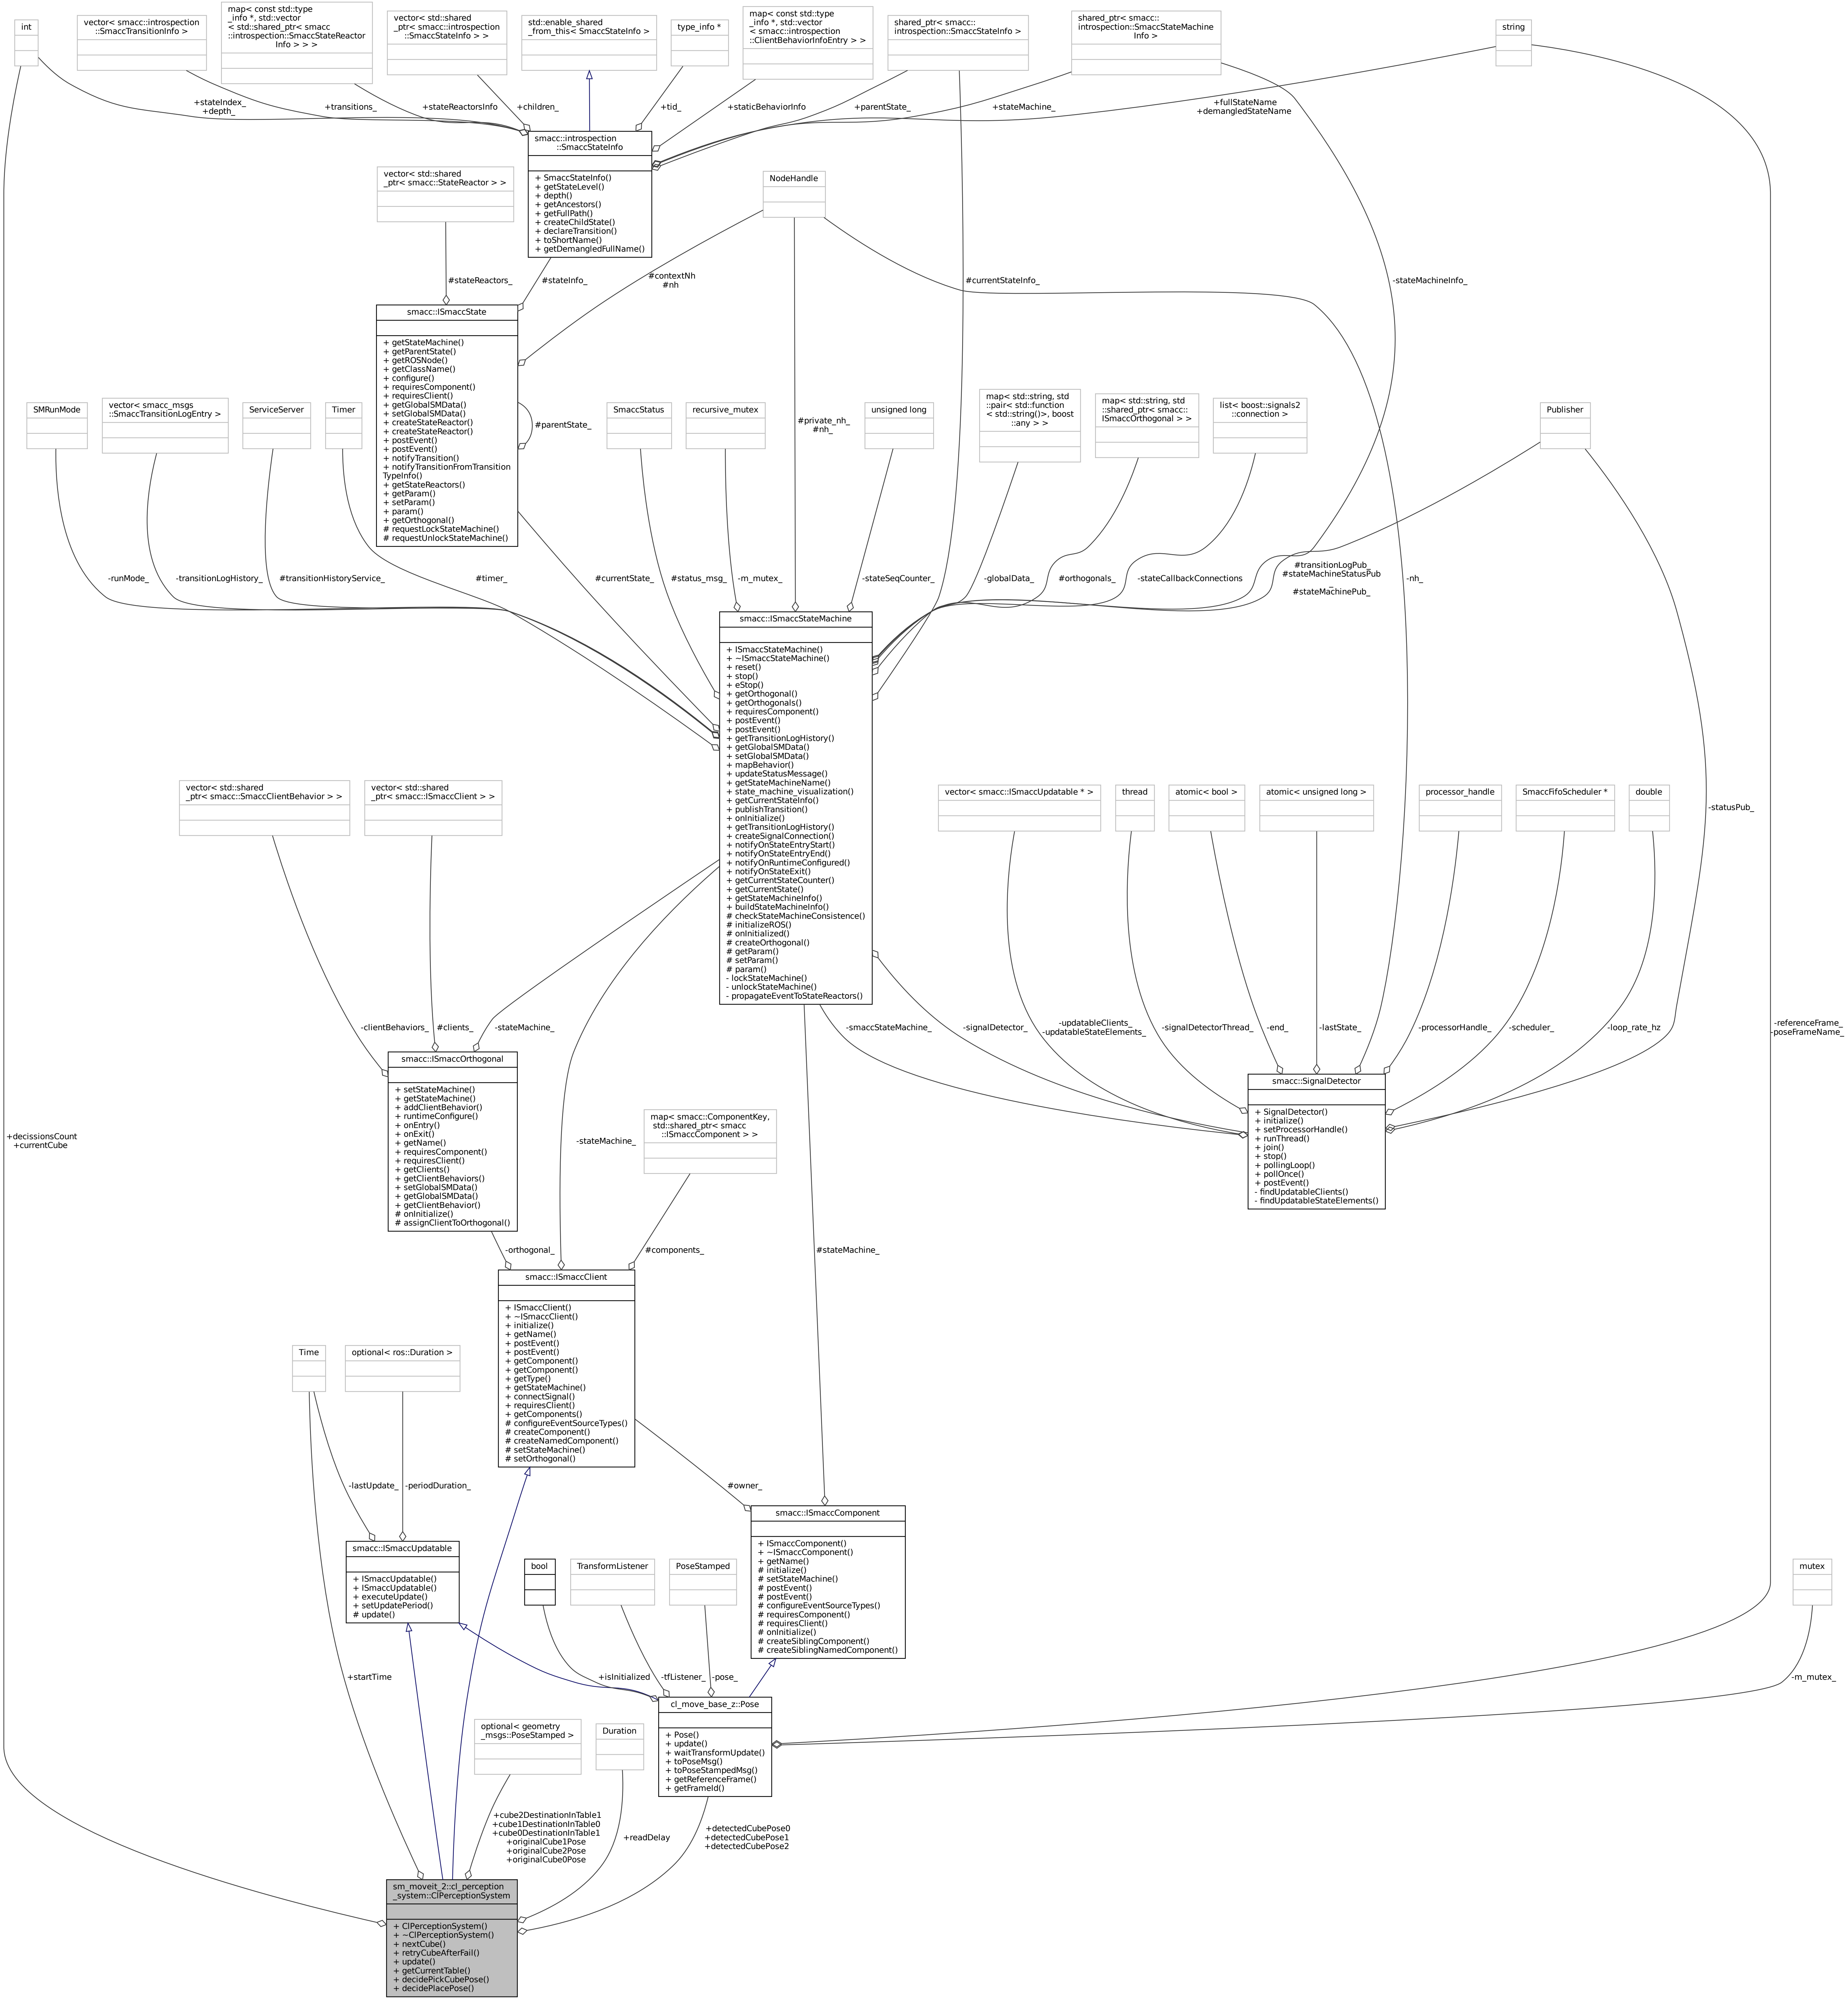 int
vector< smacc::introspection
::SmaccTransitionInfo >
map< const std::type
_info *, std::vector
< std::shared_ptr< smacc
::introspection::SmaccStateReactor
Info > > >
vector< std::shared
_ptr< smacc::introspection
::SmaccStateInfo > >
std::enable_shared
_from_this< SmaccStateInfo >
type_info *
map< const std::type
_info *, std::vector
< smacc::introspection
::ClientBehaviorInfoEntry > >
shared_ptr< smacc::
introspection::SmaccStateInfo >
shared_ptr< smacc::
introspection::SmaccStateMachine
Info >
string
+stateIndex_
+depth_
+transitions_
+stateReactorsInfo
+children_
+tid_
+staticBehaviorInfo
+parentState_
+stateMachine_
+fullStateName
+demangledStateName
smacc::introspection
::SmaccStateInfo
+ SmaccStateInfo()
+ getStateLevel()
+ depth()
+ getAncestors()
+ getFullPath()
+ createChildState()
+ declareTransition()
+ toShortName()
+ getDemangledFullName()
vector< std::shared
_ptr< smacc::StateReactor > >
NodeHandle
#stateReactors_
#stateInfo_
#contextNh
#nh
#currentStateInfo_
-stateMachineInfo_
smacc::ISmaccState
+ getStateMachine()
+ getParentState()
+ getROSNode()
+ getClassName()
+ configure()
+ requiresComponent()
+ requiresClient()
+ getGlobalSMData()
+ setGlobalSMData()
+ createStateReactor()
+ createStateReactor()
+ postEvent()
+ postEvent()
+ notifyTransition()
+ notifyTransitionFromTransition
TypeInfo()
+ getStateReactors()
+ getParam()
+ setParam()
+ param()
+ getOrthogonal()
# requestLockStateMachine()
# requestUnlockStateMachine()
#parentState_
SMRunMode
vector< smacc_msgs
::SmaccTransitionLogEntry >
ServiceServer
Timer
SmaccStatus
recursive_mutex
#private_nh_
#nh_
unsigned long
map< std::string, std
::pair< std::function
< std::string()>, boost
::any > >
map< std::string, std
::shared_ptr< smacc::
ISmaccOrthogonal > >
list< boost::signals2
::connection >
Publisher
-runMode_
-transitionLogHistory_
#transitionHistoryService_
#timer_
#currentState_
#status_msg_
-m_mutex_
-stateSeqCounter_
-globalData_
#orthogonals_
-stateCallbackConnections
#transitionLogPub_
#stateMachineStatusPub
_
#stateMachinePub_
-nh_
smacc::ISmaccStateMachine
+ ISmaccStateMachine()
+ ~ISmaccStateMachine()
+ reset()
+ stop()
+ eStop()
+ getOrthogonal()
+ getOrthogonals()
+ requiresComponent()
+ postEvent()
+ postEvent()
+ getTransitionLogHistory()
+ getGlobalSMData()
+ setGlobalSMData()
+ mapBehavior()
+ updateStatusMessage()
+ getStateMachineName()
+ state_machine_visualization()
+ getCurrentStateInfo()
+ publishTransition()
+ onInitialize()
+ getTransitionLogHistory()
+ createSignalConnection()
+ notifyOnStateEntryStart()
+ notifyOnStateEntryEnd()
+ notifyOnRuntimeConfigured()
+ notifyOnStateExit()
+ getCurrentStateCounter()
+ getCurrentState()
+ getStateMachineInfo()
+ buildStateMachineInfo()
# checkStateMachineConsistence()
# initializeROS()
# onInitialized()
# createOrthogonal()
# getParam()
# setParam()
# param()
- lockStateMachine()
- unlockStateMachine()
- propagateEventToStateReactors()
vector< std::shared
_ptr< smacc::SmaccClientBehavior > >
vector< std::shared
_ptr< smacc::ISmaccClient > >
vector< smacc::ISmaccUpdatable * >
thread
atomic< bool >
atomic< unsigned long >
processor_handle
SmaccFifoScheduler *
double
-statusPub_
-clientBehaviors_
#clients_
-stateMachine_
-smaccStateMachine_
-signalDetector_
-updatableClients_
-updatableStateElements_
-signalDetectorThread_
-end_
-lastState_
-processorHandle_
-scheduler_
-loop_rate_hz
-referenceFrame_
-poseFrameName_
smacc::ISmaccOrthogonal
+ setStateMachine()
+ getStateMachine()
+ addClientBehavior()
+ runtimeConfigure()
+ onEntry()
+ onExit()
+ getName()
+ requiresComponent()
+ requiresClient()
+ getClients()
+ getClientBehaviors()
+ setGlobalSMData()
+ getGlobalSMData()
+ getClientBehavior()
# onInitialize()
# assignClientToOrthogonal()
smacc::SignalDetector
+ SignalDetector()
+ initialize()
+ setProcessorHandle()
+ runThread()
+ join()
+ stop()
+ pollingLoop()
+ pollOnce()
+ postEvent()
- findUpdatableClients()
- findUpdatableStateElements()
+decissionsCount
+currentCube
-stateMachine_
map< smacc::ComponentKey,
std::shared_ptr< smacc
::ISmaccComponent > >
-orthogonal_
#components_
#stateMachine_
smacc::ISmaccClient
+ ISmaccClient()
+ ~ISmaccClient()
+ initialize()
+ getName()
+ postEvent()
+ postEvent()
+ getComponent()
+ getComponent()
+ getType()
+ getStateMachine()
+ connectSignal()
+ requiresClient()
+ getComponents()
# configureEventSourceTypes()
# createComponent()
# createNamedComponent()
# setStateMachine()
# setOrthogonal()
Time
optional< ros::Duration >
-lastUpdate_
-periodDuration_
#owner_
smacc::ISmaccComponent
+ ISmaccComponent()
+ ~ISmaccComponent()
+ getName()
# initialize()
# setStateMachine()
# postEvent()
# postEvent()
# configureEventSourceTypes()
# requiresComponent()
# requiresClient()
# onInitialize()
# createSiblingComponent()
# createSiblingNamedComponent()
smacc::ISmaccUpdatable
+ ISmaccUpdatable()
+ ISmaccUpdatable()
+ executeUpdate()
+ setUpdatePeriod()
# update()
bool
TransformListener
PoseStamped
mutex
+startTime
+isInitialized
-tfListener_
-pose_
-m_mutex_
cl_move_base_z::Pose
+ Pose()
+ update()
+ waitTransformUpdate()
+ toPoseMsg()
+ toPoseStampedMsg()
+ getReferenceFrame()
+ getFrameId()
optional< geometry
_msgs::PoseStamped >
Duration
+cube2DestinationInTable1
+cube1DestinationInTable0
+cube0DestinationInTable1
+originalCube1Pose
+originalCube2Pose
+originalCube0Pose
+readDelay
+detectedCubePose0
+detectedCubePose1
+detectedCubePose2
sm_moveit_2::cl_perception
_system::ClPerceptionSystem
+ ClPerceptionSystem()
+ ~ClPerceptionSystem()
+ nextCube()
+ retryCubeAfterFail()
+ update()
+ getCurrentTable()
+ decidePickCubePose()
+ decidePlacePose()